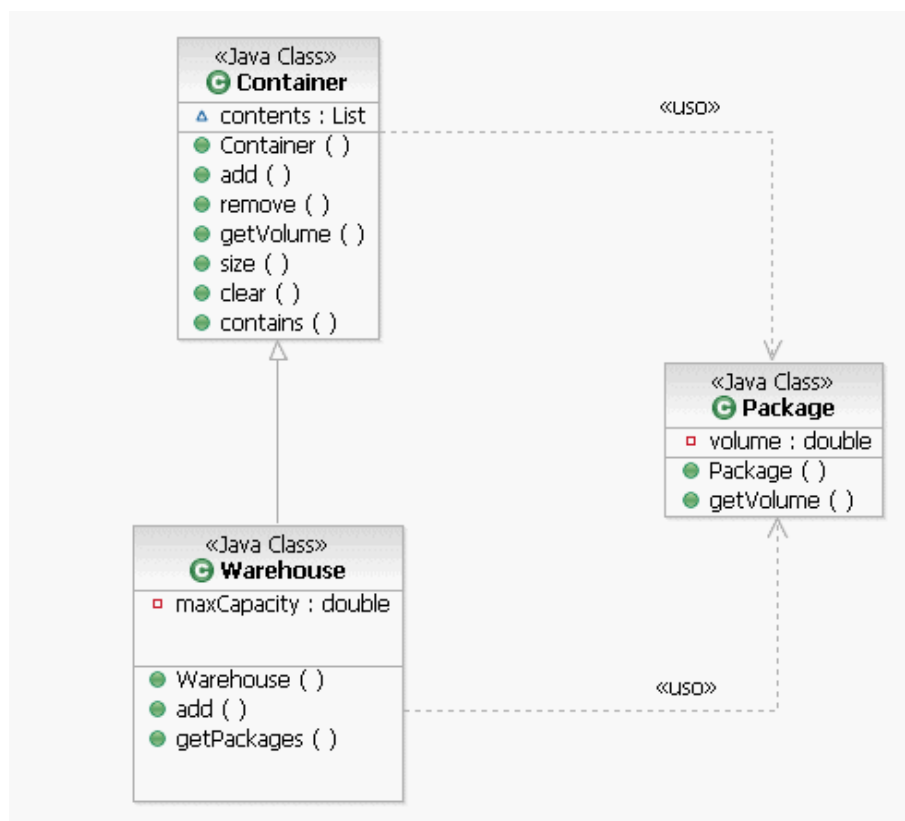 «Java Class»
Container
contents : List
Container ( )
add ( )
remove ( )
getVolume ( )
size ( )
clear ( )
contains ( )
«uso»
«Java Class»
Package
volume : double
Package ( )
getVolume ( )
«Java Class»
Warehouse
maxCapacity : double
Warehouse ( )
add ( )
getPackages ( )
«uso»